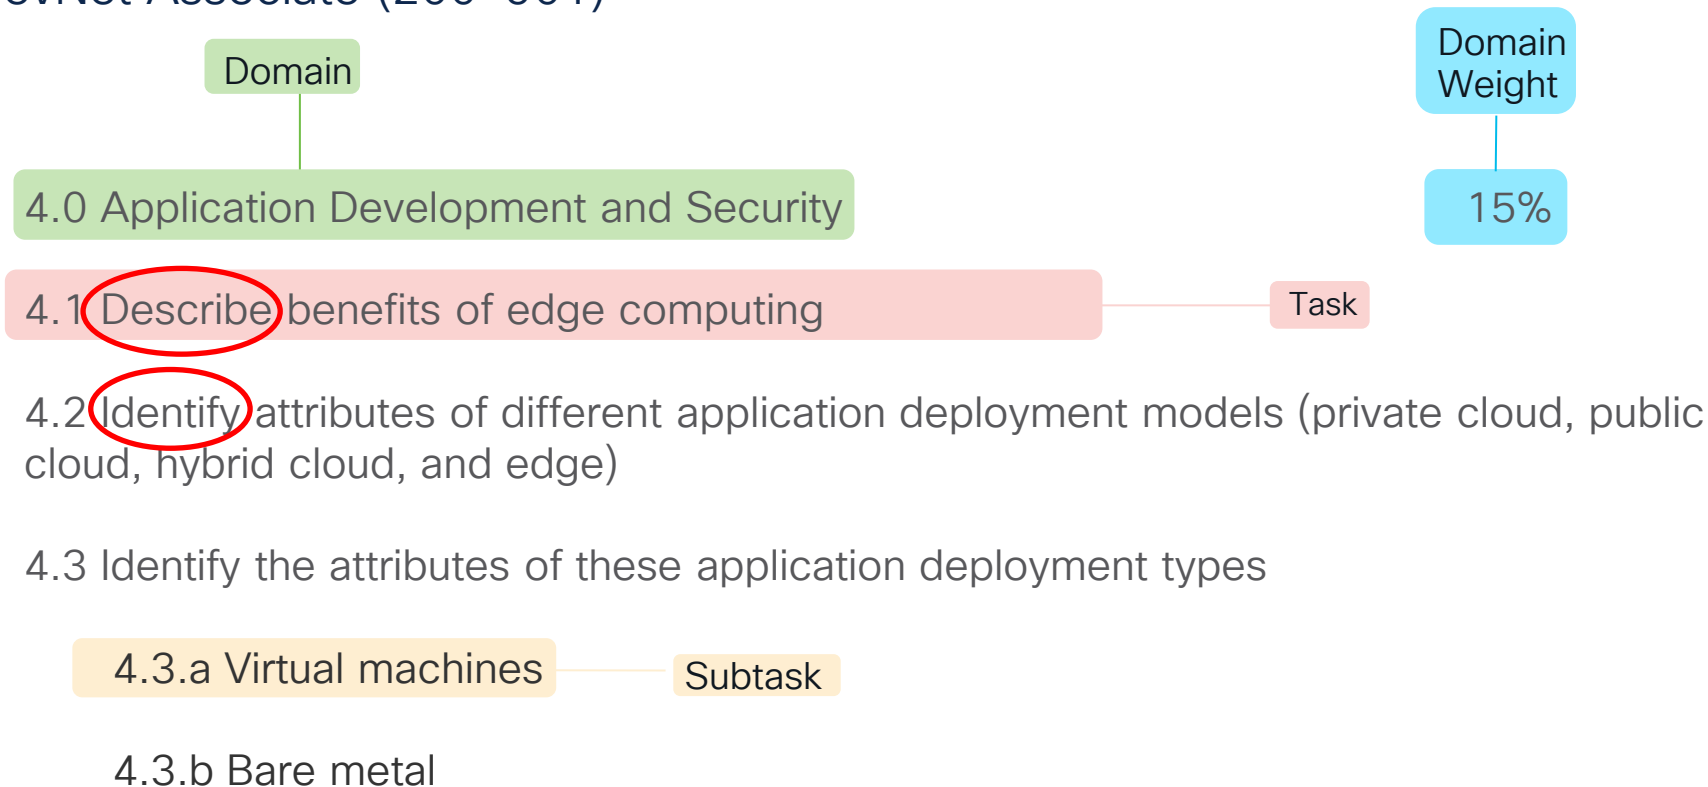 Associate
Domain
Domain
Weight
4.0 Application Development and Security
15%
4.1 Describe benefits of edge computing
Task
4.2 Identify attributes of different application deployment models (private cloud, public
cloud, hybrid cloud, and edge)
4.3 Identify the attributes of these application deployment types
4.3.a Virtual machines
Subtask
4.3.b Bare metal